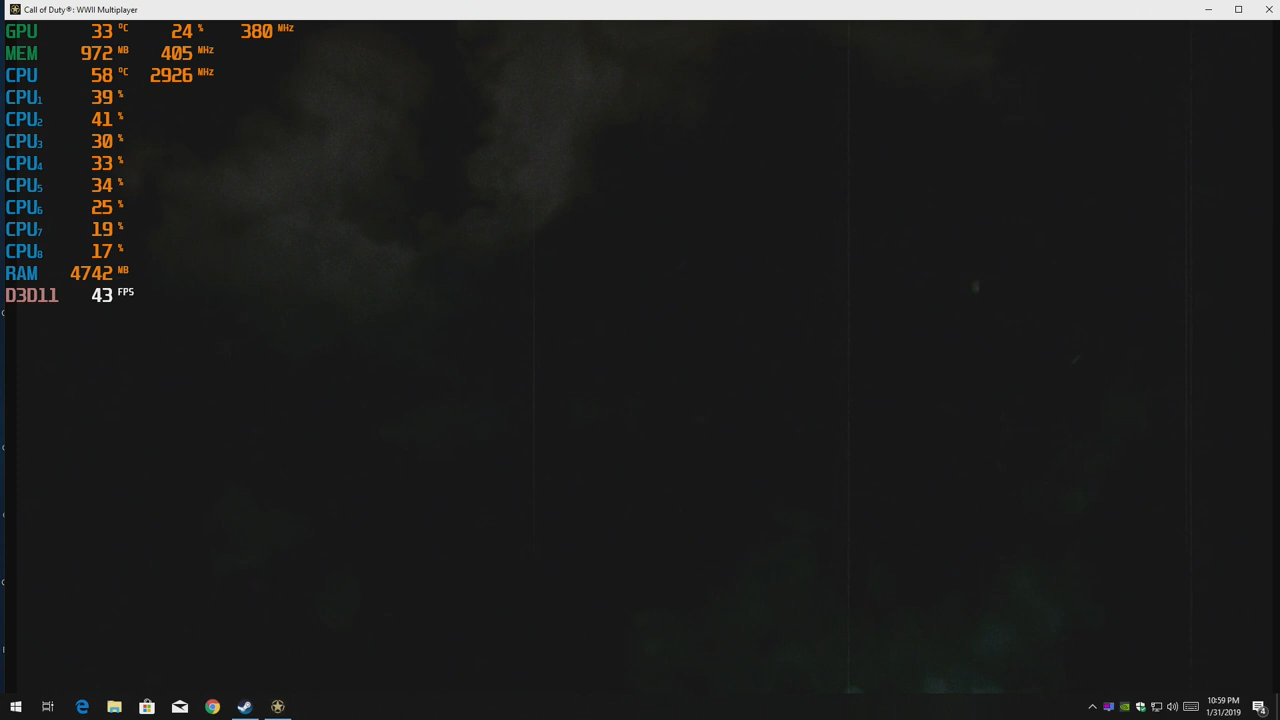 Call of Duty®: WWII Multiplayer
GPU 33 °C 24 % 380 MHz
MEM 972 MB 405 MHz
CPU 58 °C 2926 MHz
CPU1 39 %
CPU2 41 %
CPU3 30 %
CPU4 33 %
CPU5 34 %
CPU6 25 %
CPU7 19 %
CPU8 17 %
RAM 4742 MB
D3D11 43 FPS
10:59 PM
1/31/2019
4